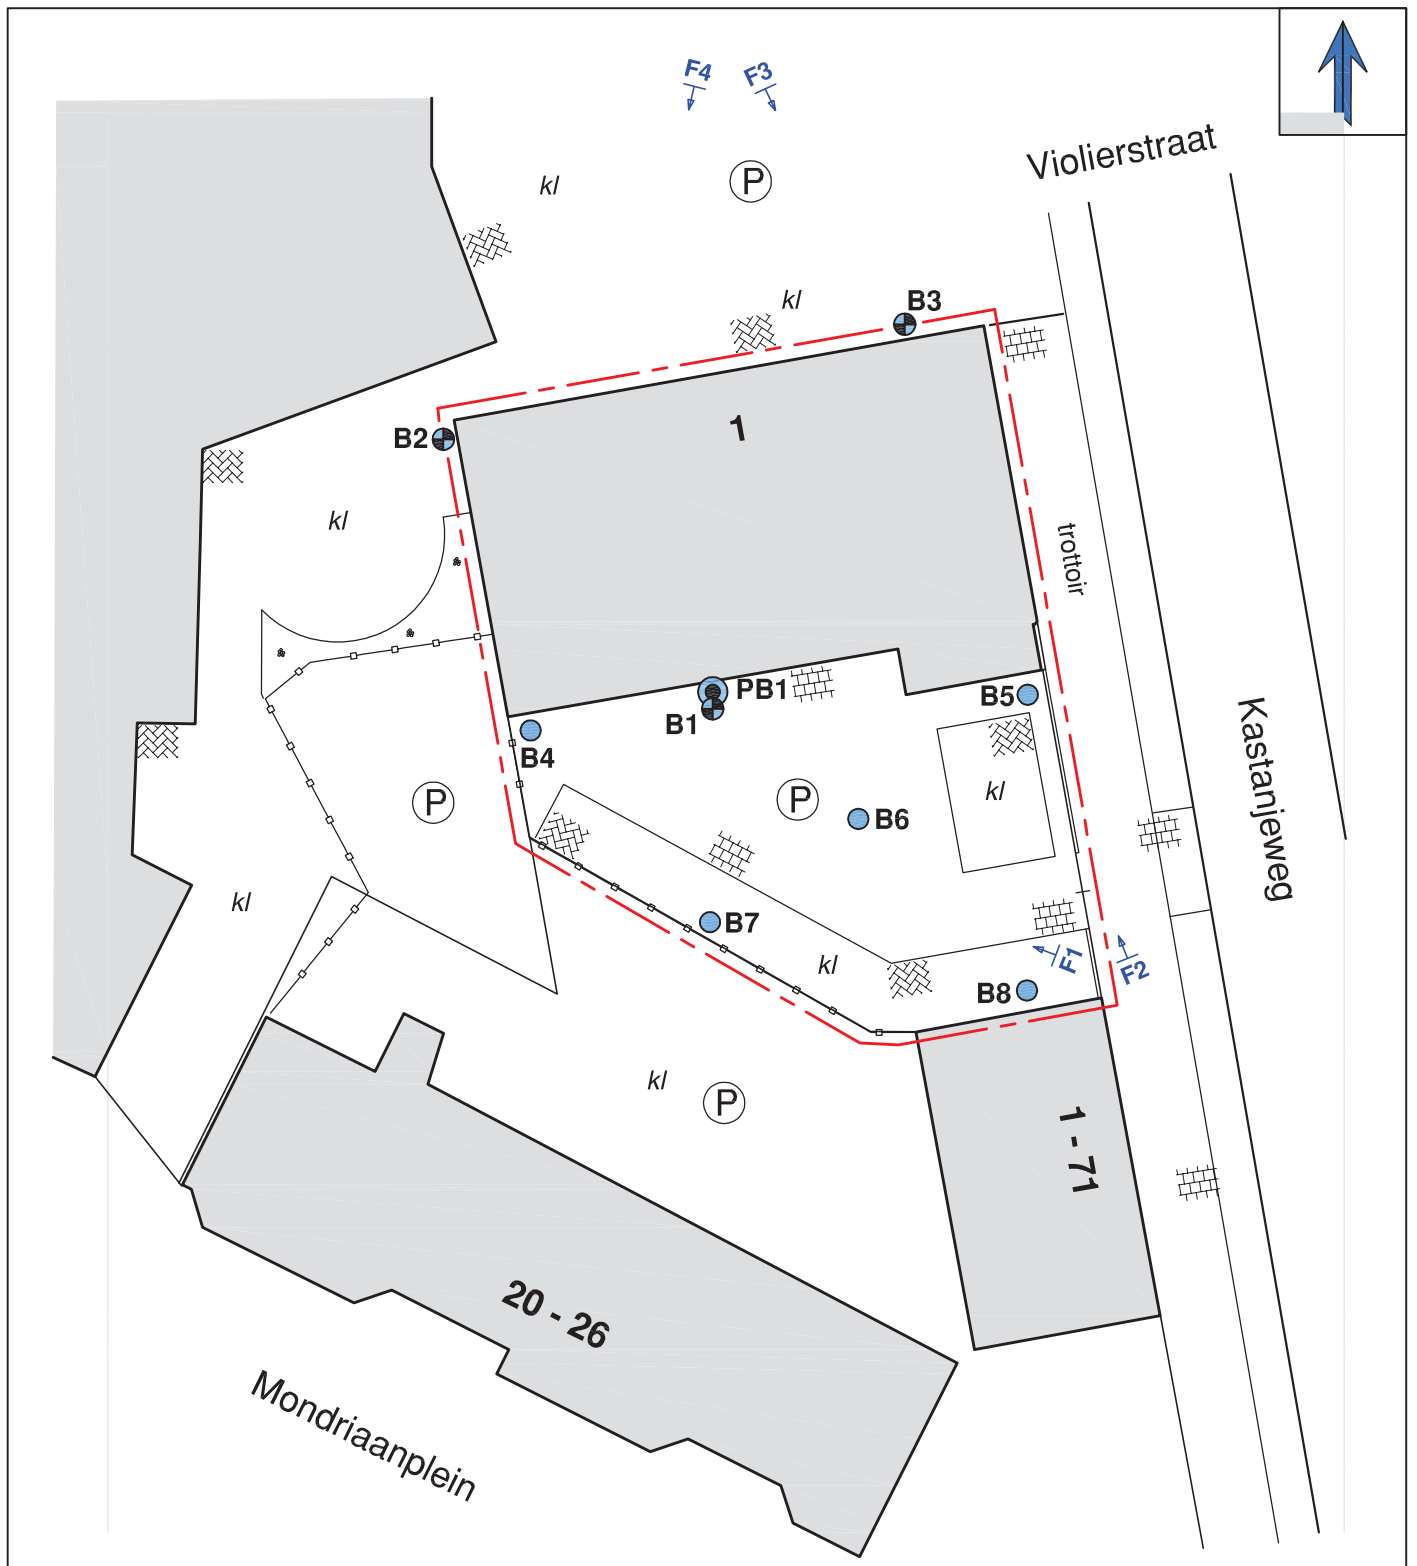 F4
F3
Violierstraat
kl
P
kl
B3
1
B2
kl
trottoir
PB1
B5
B1
B4
Kastanjeweg
kl
P
P
B6
kl
B7
kl
F1
F2
B8
kl
P
1 - 71
20 - 26
Mondriaanplein